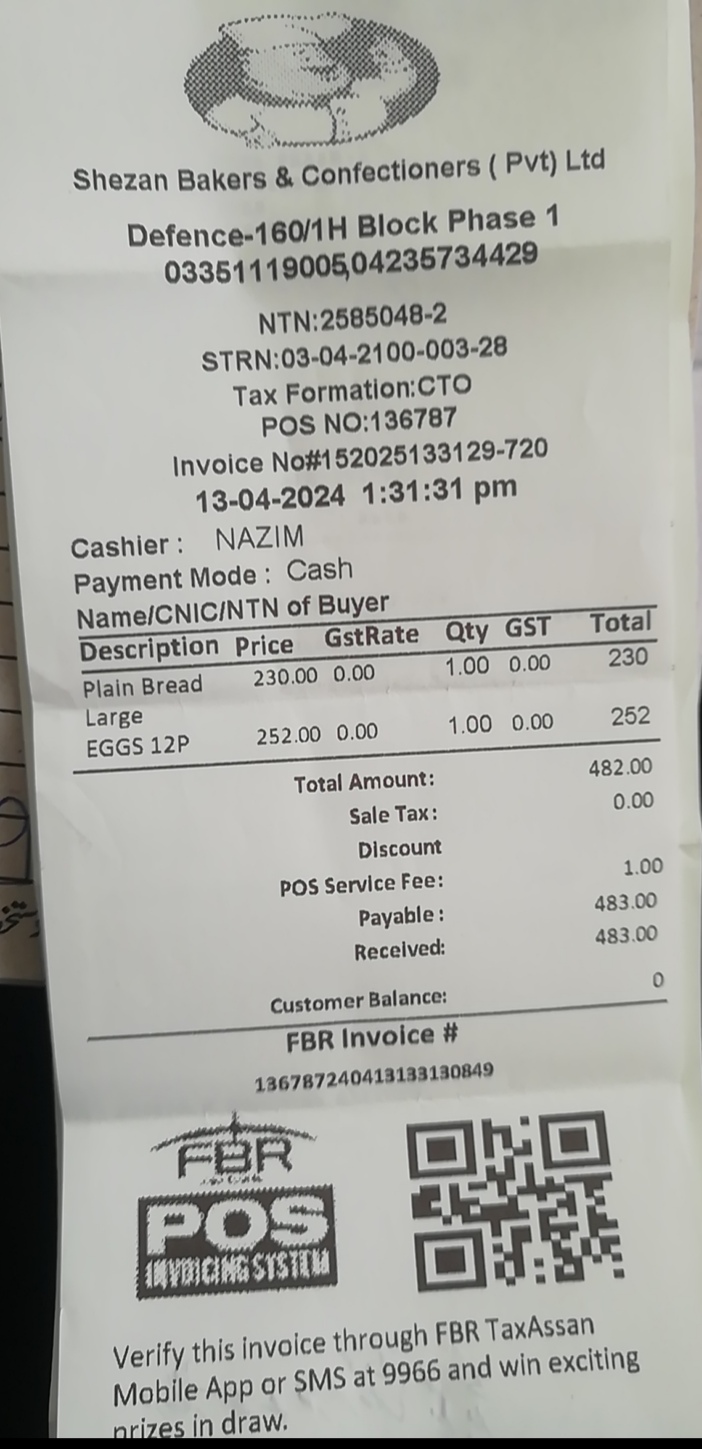 Shezan Bakers & Confectioners ( Pvt) Ltd
Defence-160/1H Block Phase 1
03351119005,04235734429
NTN:2585048-2
STRN:03-04-2100-003-28
Tax Formation:CTO
POS NO:136787
Invoice No#152025133129-720
13-04-2024 1:31:31 pm
Cashier : NAZIM
Payment Mode : Cash
Name/CNIC/NTN of Buyer
Description Price GstRate Qty GST Total
Plain Bread 230.00 0.00 1.00 0.00 230
Large
EGGS 12P 252.00 0.00 1.00 0.00 252
Total Amount: 482.00
Sale Tax: 0.00
Discount
POS Service Fee: 1.00
Payable : 483.00
Received: 483.00
Customer Balance: 0
FBR Invoice #
136787240413133130849
FBR
POS
INVOICING SYSTEM
Verify this invoice through FBR TaxAssan
Mobile App or SMS at 9966 and win exciting
prizes in draw.